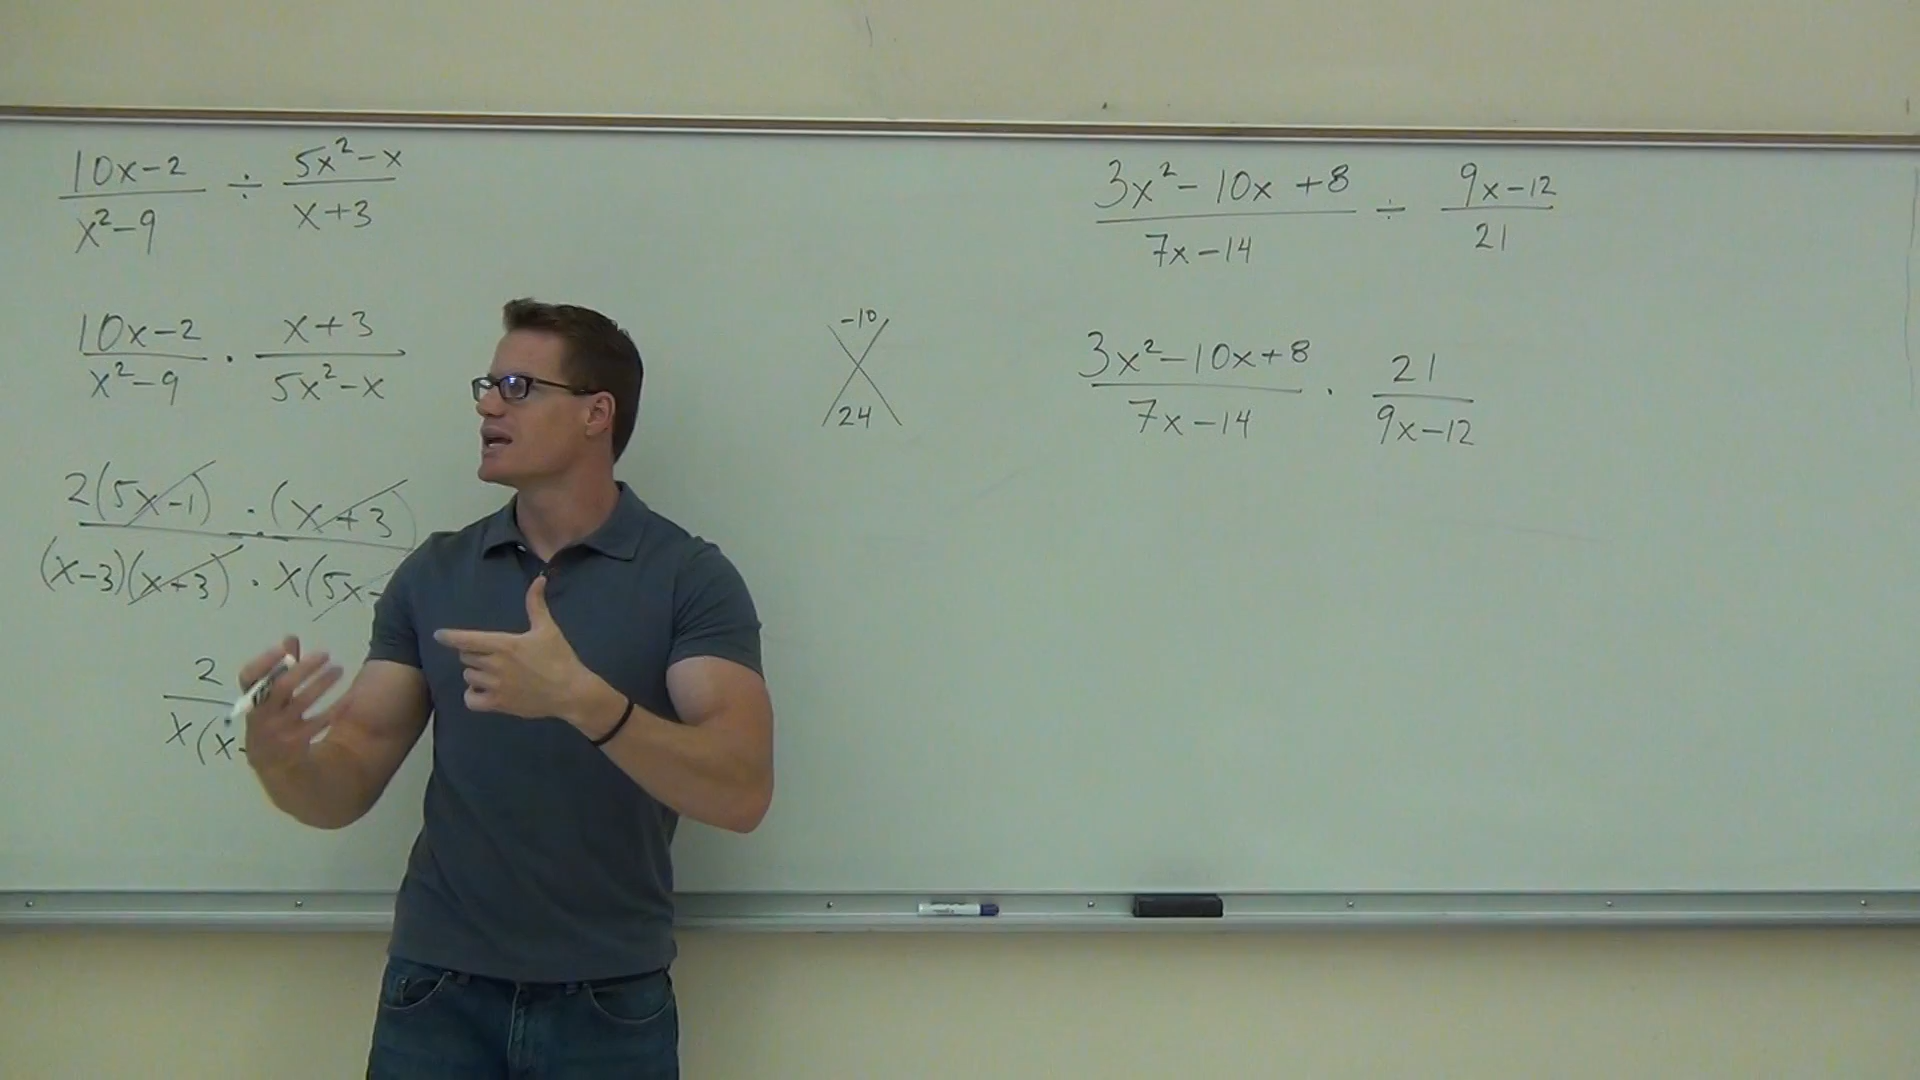 10x-2 / x²-9 ÷ 5x²-x / x+3
10x-2 / x²-9 · x+3 / 5x²-x
2(5x-1) · (x+3) / (x-3)(x+3) · x(5x-
2 / x(x-
-10
24
3x²-10x+8 / 7x-14 ÷ 9x-12 / 21
3x²-10x+8 / 7x-14 · 21 / 9x-12